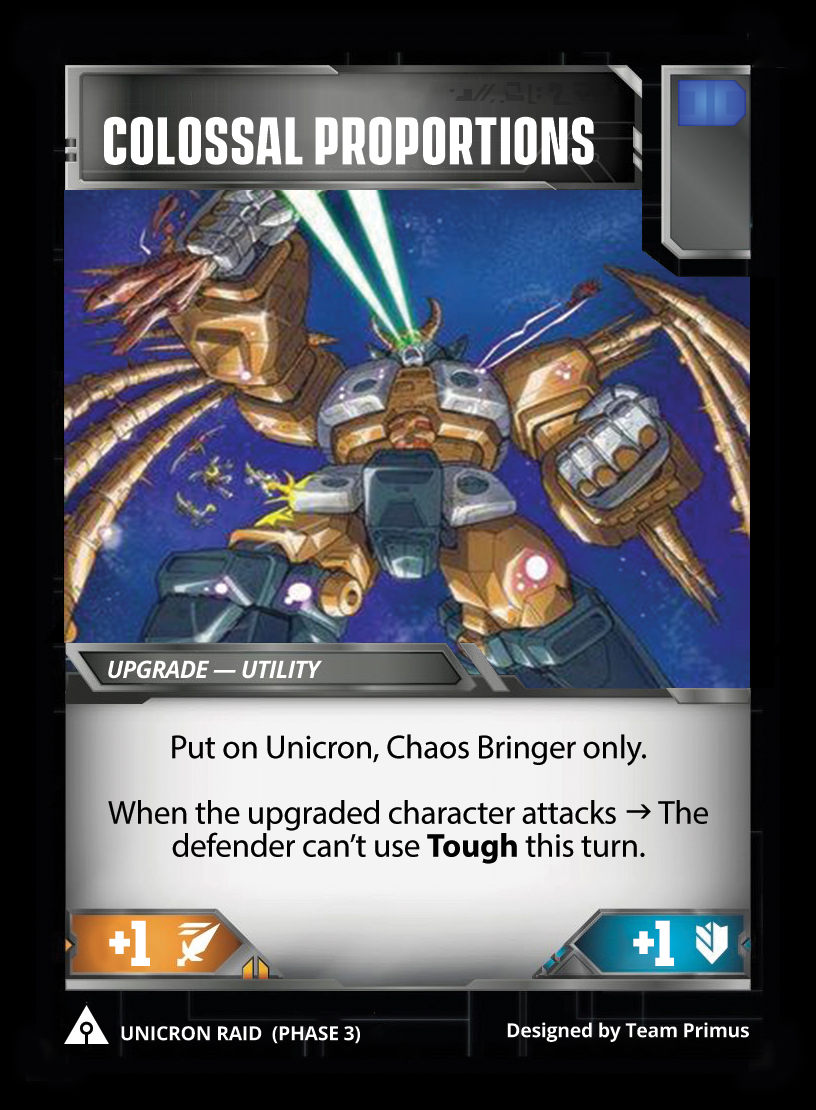 COLOSSAL PROPORTIONS
UPGRADE — UTILITY
Put on Unicron, Chaos Bringer only.
When the upgraded character attacks → The
defender can't use Tough this turn.
+1
+1
UNICRON RAID (PHASE 3)
Designed by Team Primus